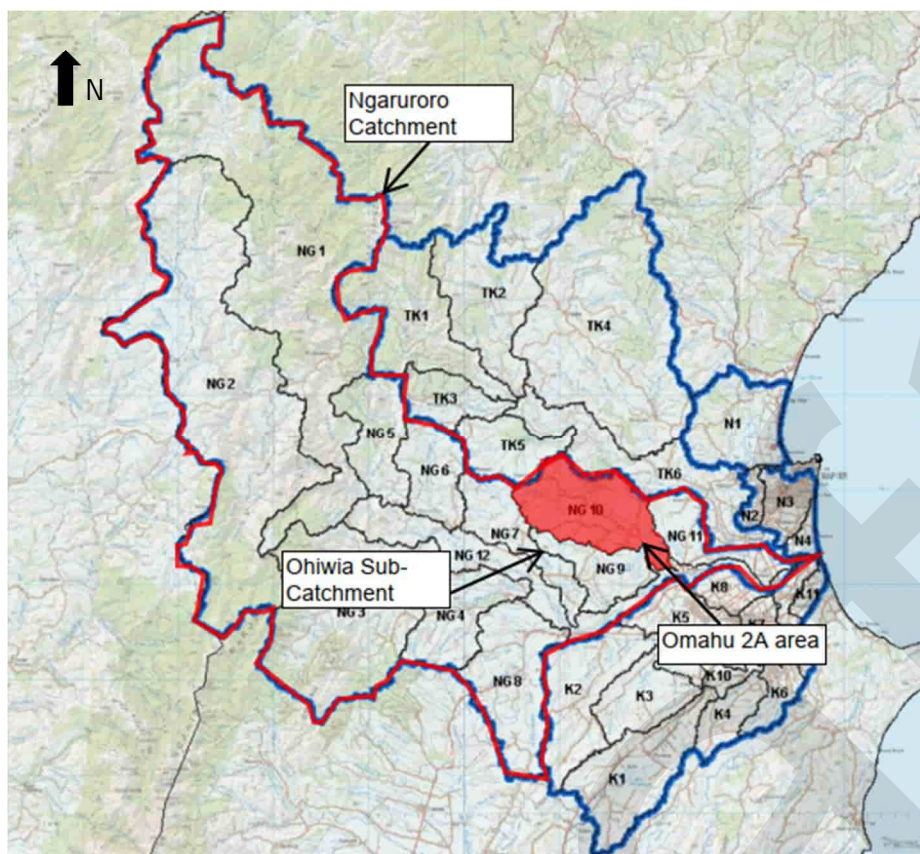 N
Ngaruroro
Catchment
NG 1
TK1
TK2
TK4
NG 2
TK3
N1
NG 5
TK5
NG 6
TK6
N2
N3
NG 10
N4
NG 7
NG 11
NG 12
NG 9
Ohiwia Sub-
Catchment
K8
K11
NG 3
NG 4
K5
K7
Omahu 2A area
NG 8
K2
K3
K10
K6
K4
K1